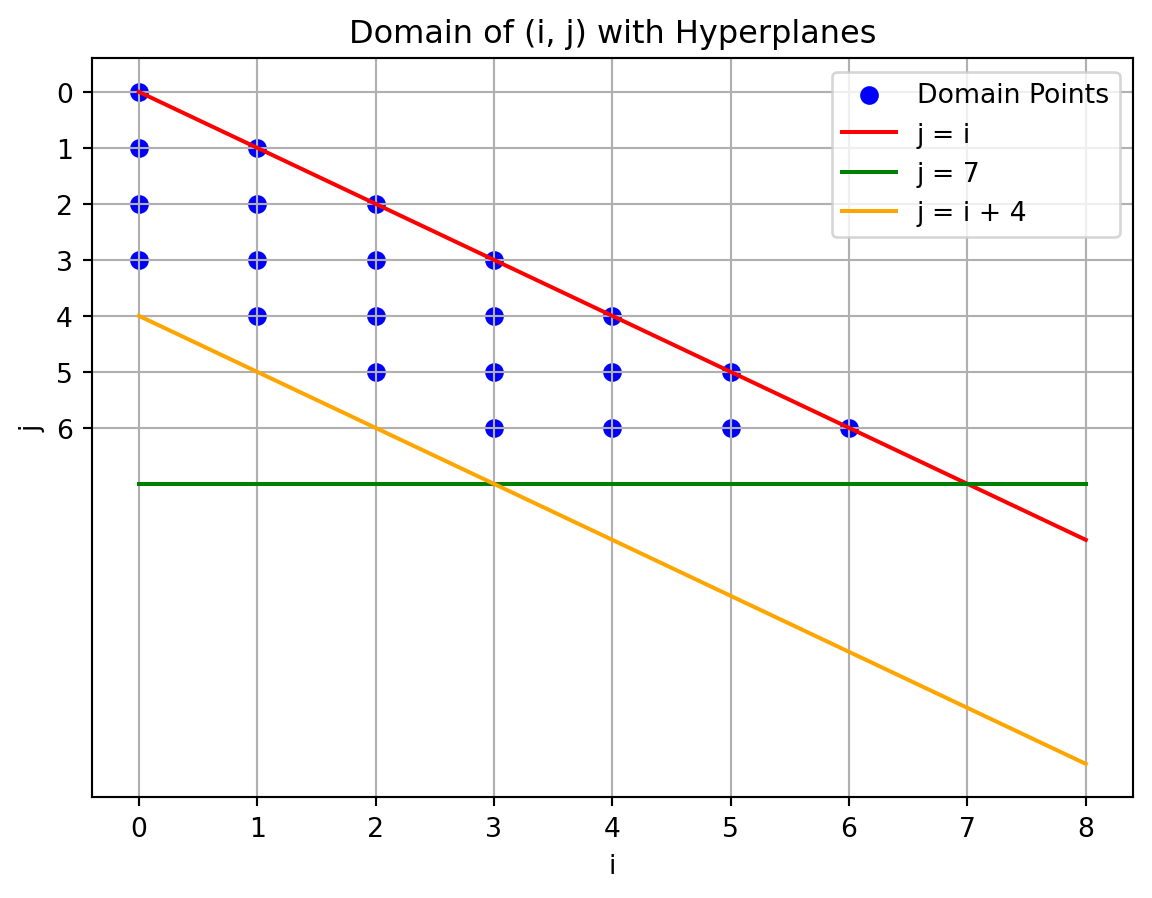 Domain of (i, j) with Hyperplanes
Domain Points
j = i
j = 7
j = i + 4
0
1
2
3
4
5
6
j
0 1 2 3 4 5 6 7 8
i